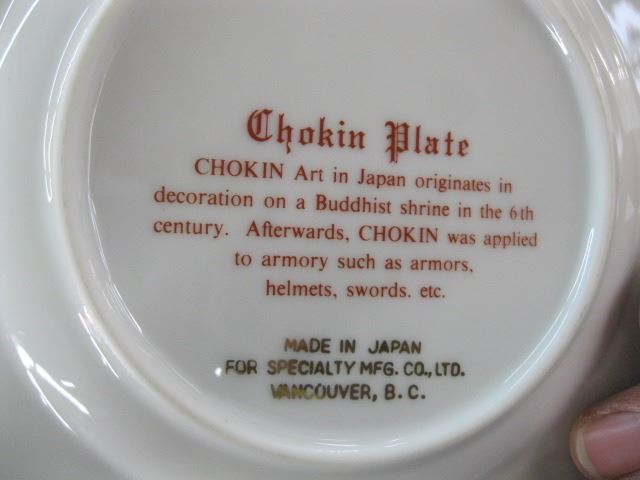 Chokin Plate
CHOKIN Art in Japan originates in
decoration on a Buddhist shrine in the 6th
century. Afterwards, CHOKIN was applied
to armory such as armors,
helmets, swords. etc.
MADE IN JAPAN
FOR SPECIALTY MFG. CO., LTD.
VANCOUVER, B. C.